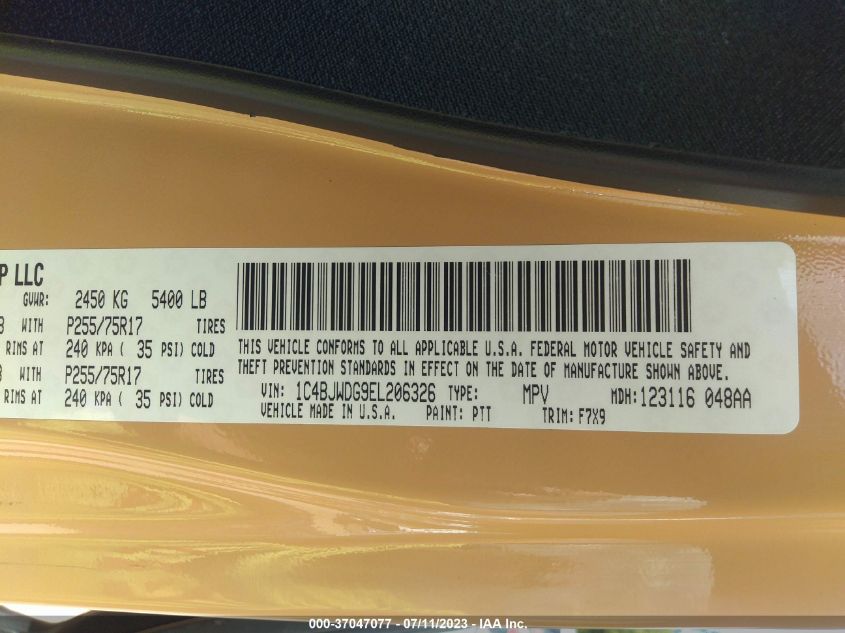 P LLC
GVWR: 2450 KG 5400 LB
WITH P255/75R17 TIRES
RIMS AT 240 KPA ( 35 PSI) COLD
WITH P255/75R17 TIRES
RIMS AT 240 KPA ( 35 PSI) COLD
THIS VEHICLE CONFORMS TO ALL APPLICABLE U.S.A. FEDERAL MOTOR VEHICLE SAFETY AND
THEFT PREVENTION STANDARDS IN EFFECT ON THE DATE OF MANUFACTURE SHOWN ABOVE.
VIN: 1C4BJWDG9EL206326 TYPE: MPV MDH: 123116 048AA
VEHICLE MADE IN U.S.A. PAINT: PTT TRIM: F7X9
000-37047077 - 07/11/2023 - IAA Inc.